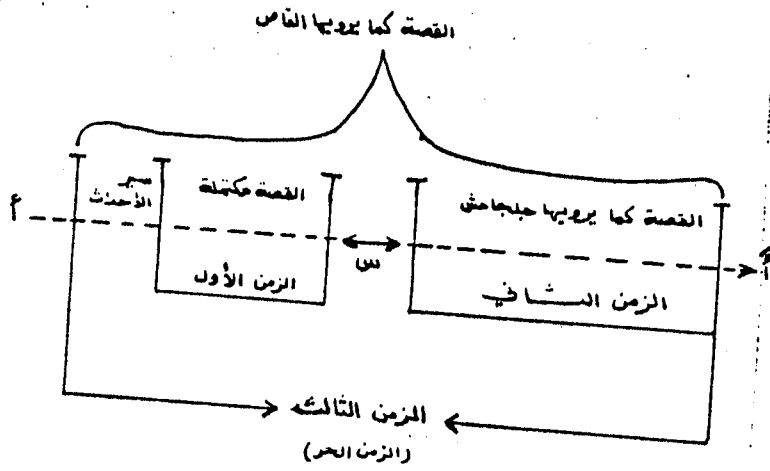 القصة كما يرويها القاص
القصة كما يرويها جلجامش
القصة مكتملة
سير
الأحداث
أ
س
أَ
الزمن الثاني
الزمن الأول
الزمن الثالث
(الزمن الحر)